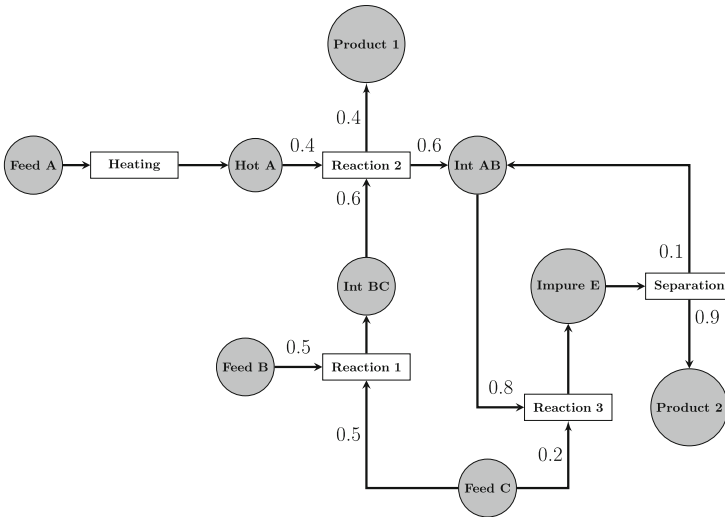 Product 1
0.4
0.4
0.6
Feed A
Heating
Hot A
Reaction 2
Int AB
0.6
0.1
Int BC
Impure E
Separation
0.9
0.5
Feed B
Reaction 1
0.8
Reaction 3
Product 2
0.5
0.2
Feed C